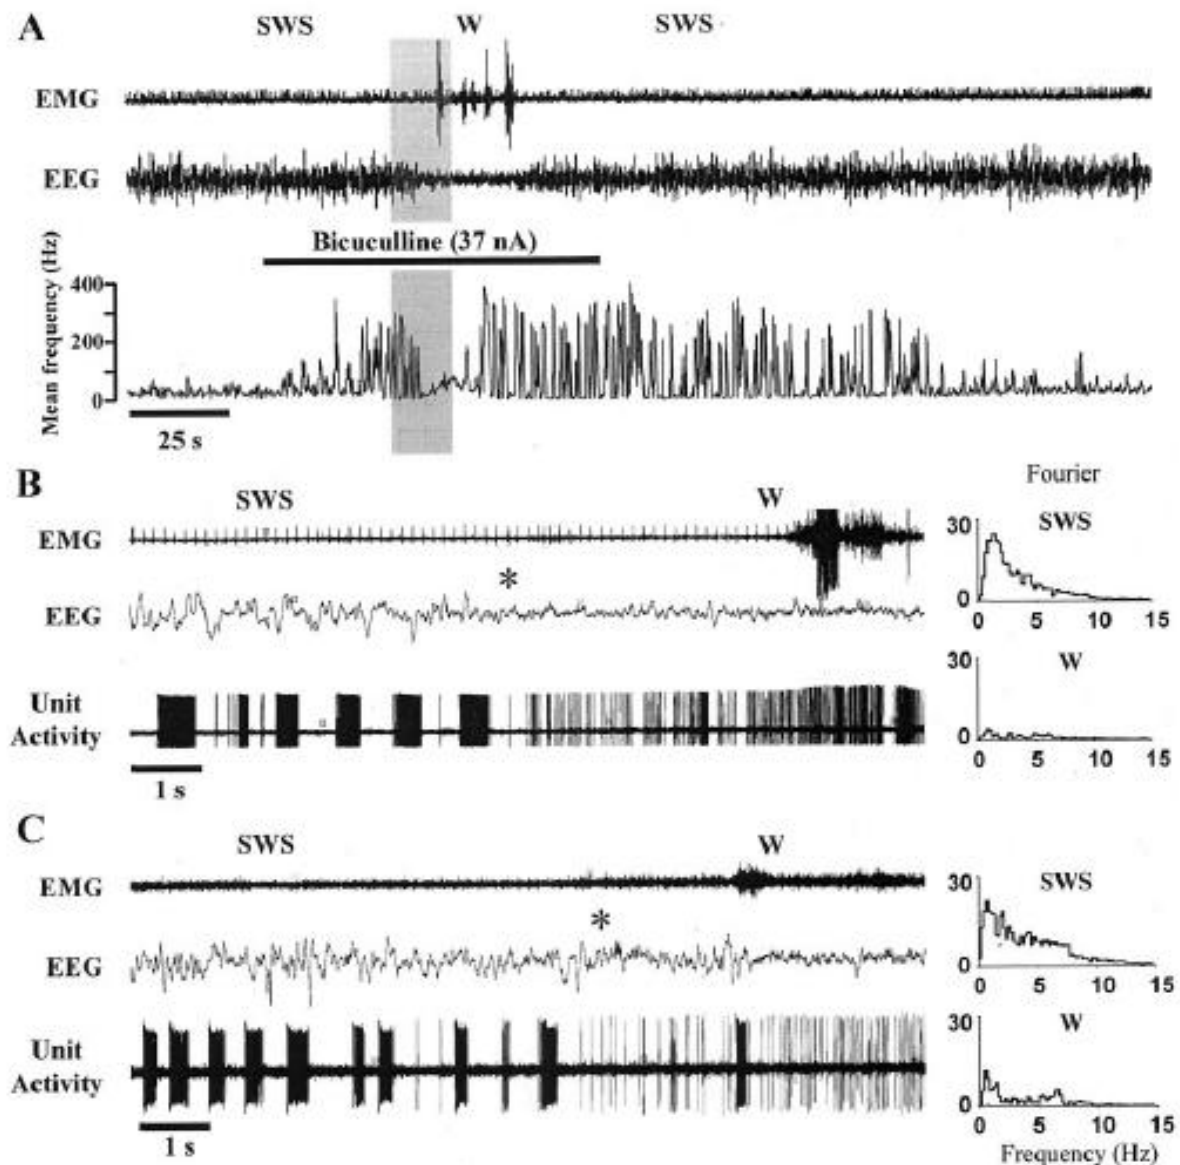 A
SWS W SWS
EMG
EEG
Bicuculline (37 nA)
Mean frequency (Hz)
400
200
0
25 s
B
SWS W
EMG
*
EEG
Unit
Activity
1 s
Fourier
SWS
30
0
0 5 10 15
W
30
0
0 5 10 15
C
SWS W
EMG
*
EEG
Unit
Activity
1 s
SWS
30
0
0 5 10 15
W
30
0
0 5 10 15
Frequency (Hz)